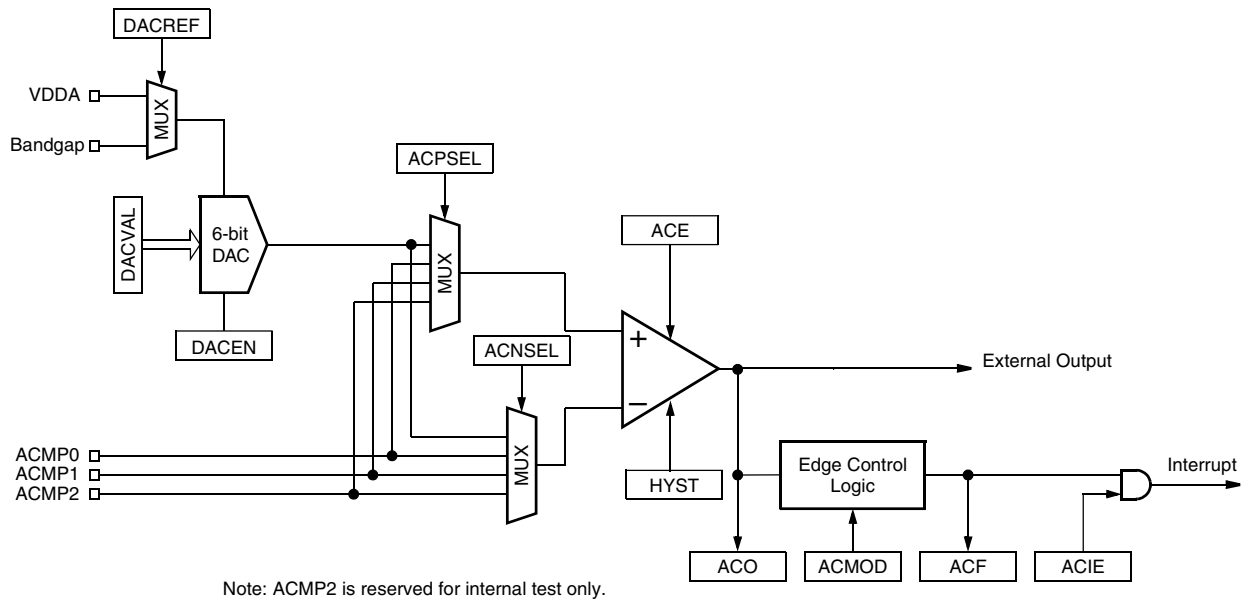 DACREF
VDDA
MUX
Bandgap
ACPSEL
DACVAL
6-bit
DAC
MUX
ACE
DACEN
ACNSEL
+
−
External Output
MUX
ACMP0
ACMP1
ACMP2
HYST
Edge Control
Logic
Interrupt
ACO
ACMOD
ACF
ACIE
Note: ACMP2 is reserved for internal test only.